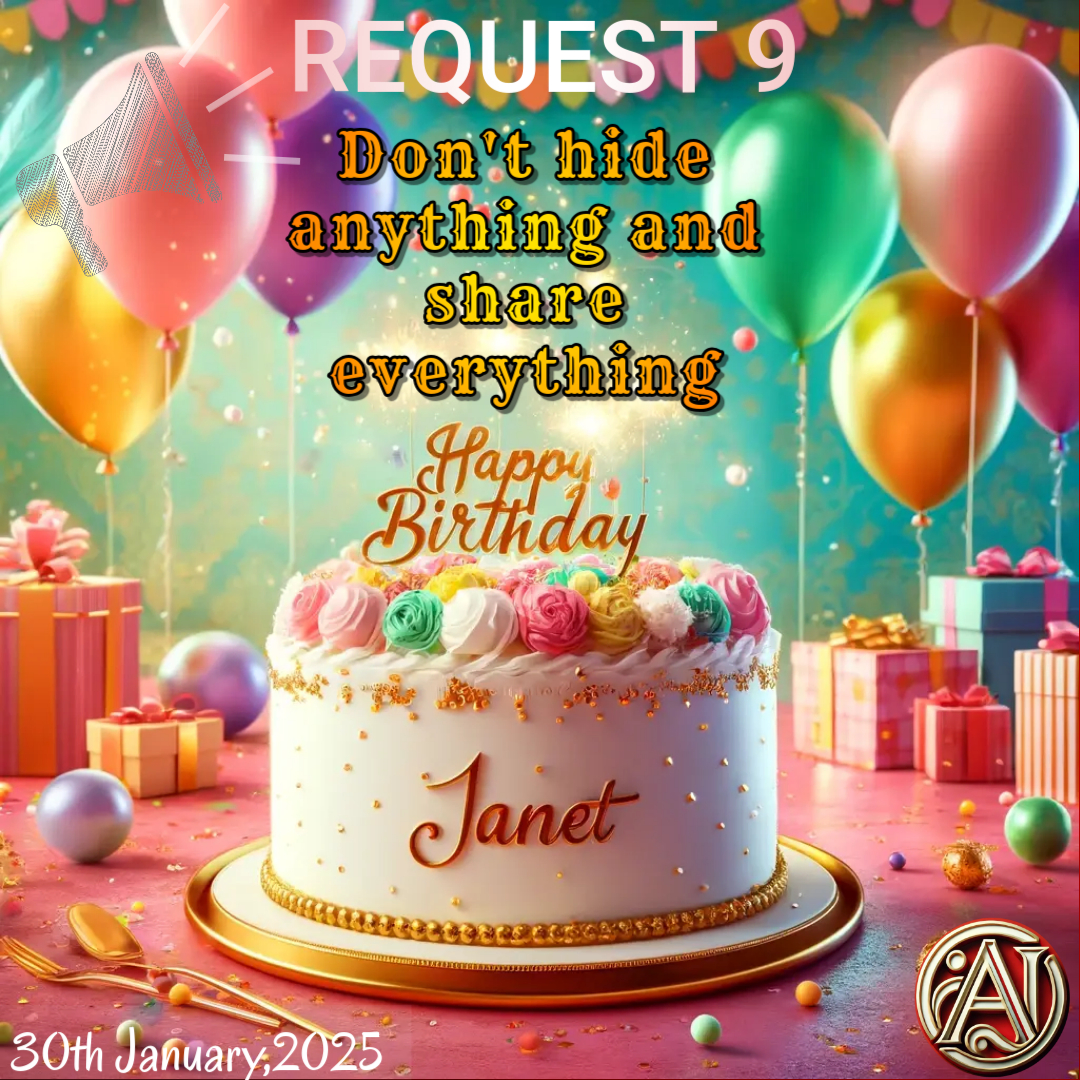 REQUEST 9
Don't hide
anything and
share
everything
Happy
Birthday
Janet
30th January,2025